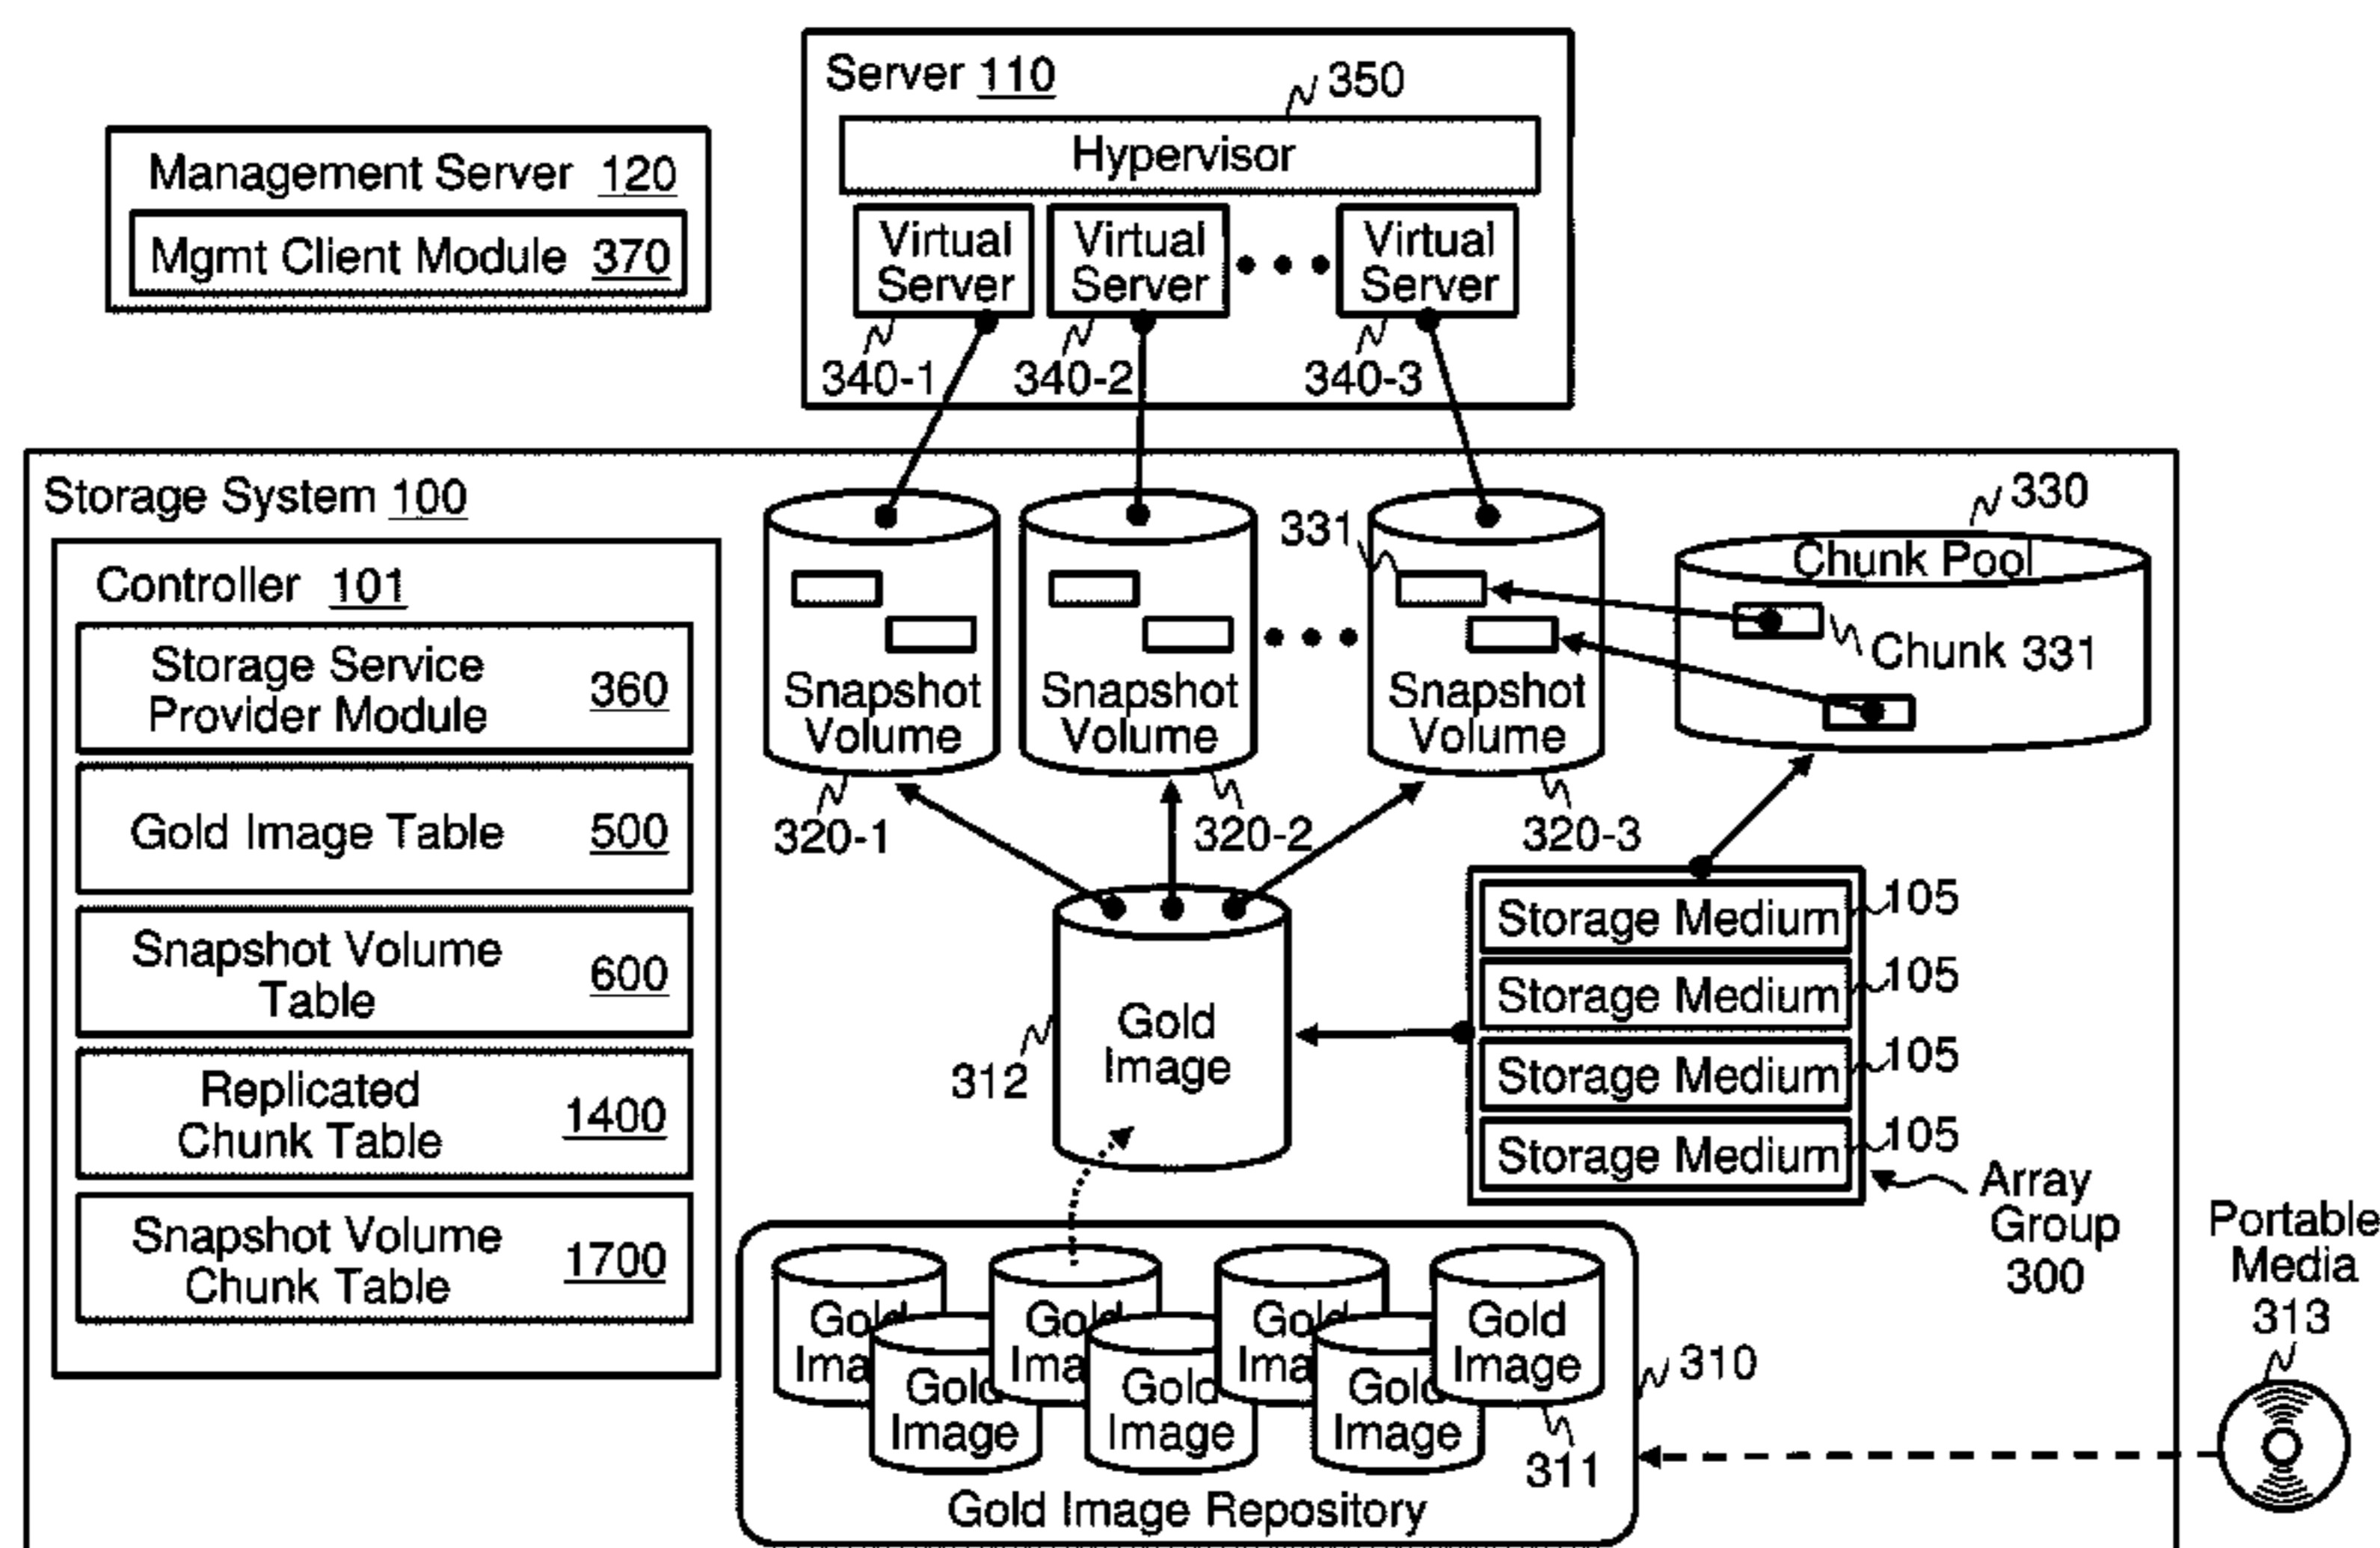 Server 110
350
Hypervisor
Management Server 120
Mgmt Client Module 370
Virtual
Server
Virtual
Server
Virtual
Server
340-1
340-2
340-3
Storage System 100
Controller 101
Storage Service
Provider Module
360
Gold Image Table 500
Snapshot Volume
Table
600
Replicated
Chunk Table
1400
Snapshot Volume
Chunk Table
1700
Snapshot
Volume
320-1
Snapshot
Volume
320-2
331
Snapshot
Volume
320-3
330
Chunk Pool
Chunk 331
Gold
Image
312
Storage Medium
105
Storage Medium
105
Storage Medium
105
Storage Medium
105
Array
Group
300
Portable
Media
313
Gold
Ima
Gold
Image
Gold
Ima
Gold
Image
Gold
Ima
Gold
Image
Gold
Image
310
311
Gold Image Repository